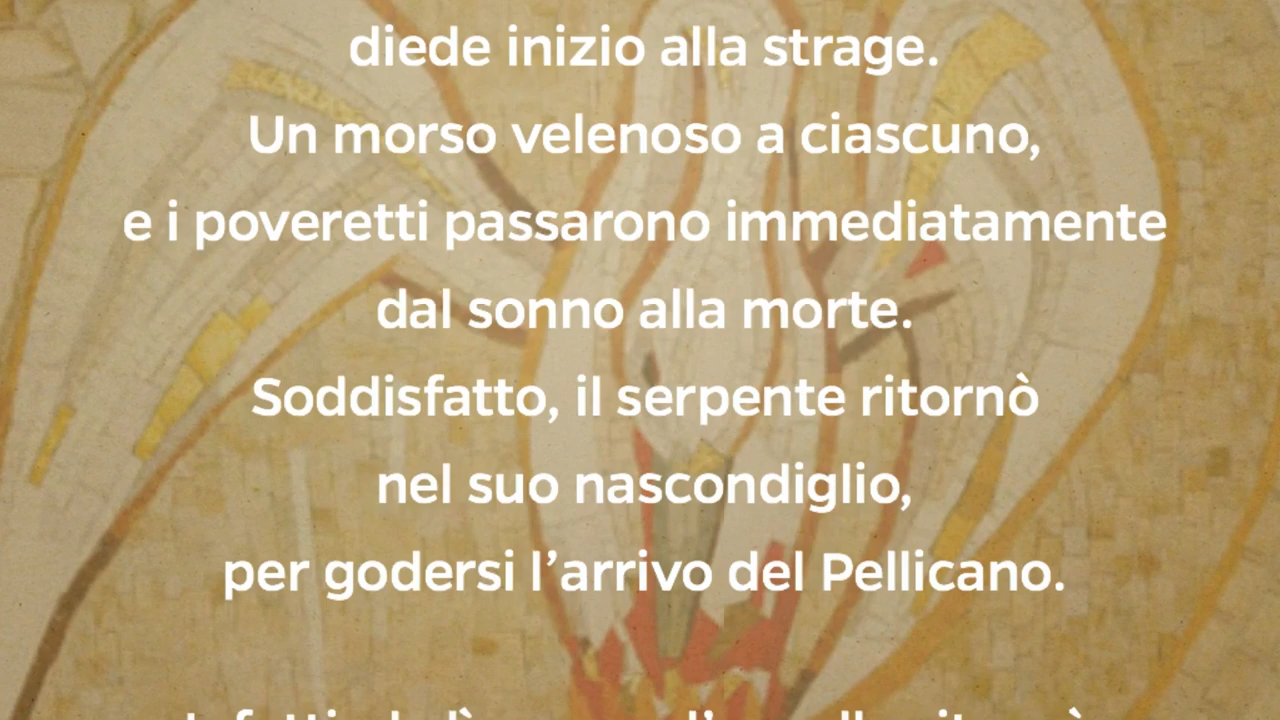 diede inizio alla strage.
Un morso velenoso a ciascuno,
e i poveretti passarono immediatamente
dal sonno alla morte.
Soddisfatto, il serpente ritornò
nel suo nascondiglio,
per godersi l’arrivo del Pellicano.